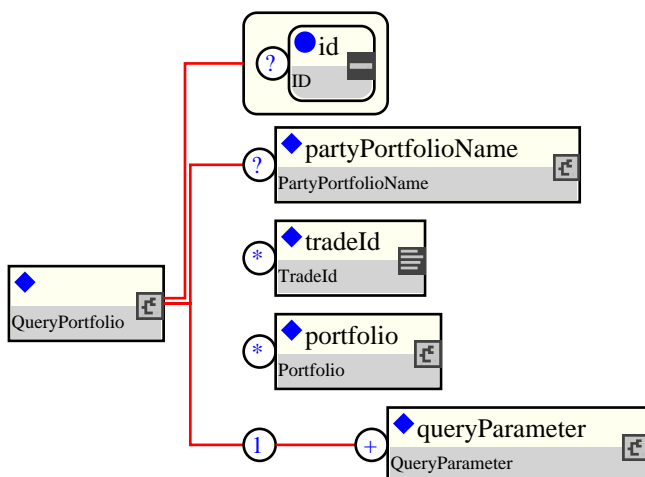 id
?
ID
partyPortfolioName
?
PartyPortfolioName
tradeId
*
TradeId
QueryPortfolio
portfolio
*
Portfolio
queryParameter
1
+
QueryParameter